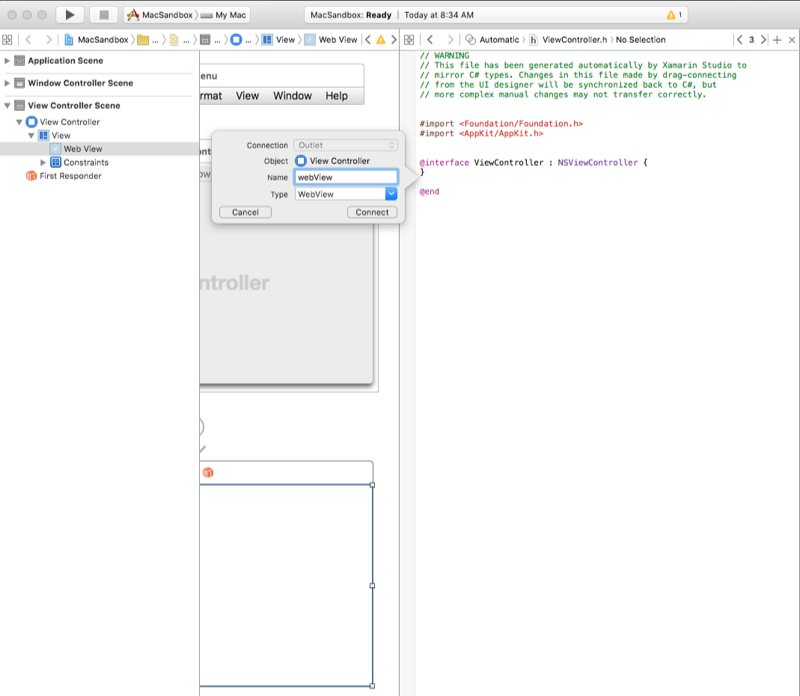 MacSandbox My Mac
MacSandbox: Ready | Today at 8:34 AM
1
MacSandbox ... ... ... ... View Web View
Automatic ViewController.h No Selection
3
Application Scene
Window Controller Scene
View Controller Scene
View Controller
View
Web View
Constraints
First Responder
enu
rmat View Window Help
ont
ow
Connection Outlet
Object View Controller
Name webView
Type WebView
Cancel Connect
ntroller
// WARNING
// This file has been generated automatically by Xamarin Studio to
// mirror C# types. Changes in this file made by drag-connecting
// from the UI designer will be synchronized back to C#, but
// more complex manual changes may not transfer correctly.
#import <Foundation/Foundation.h>
#import <AppKit/AppKit.h>
@interface ViewController : NSViewController {
}
@end